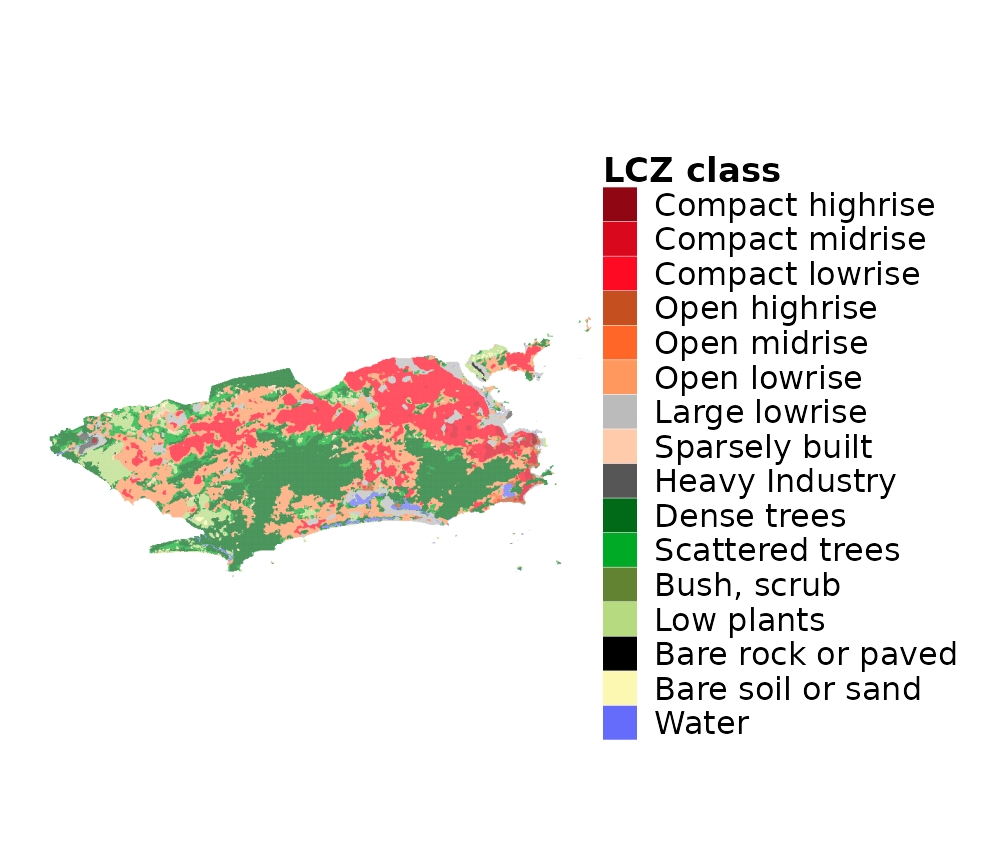 LCZ class
Compact highrise
Compact midrise
Compact lowrise
Open highrise
Open midrise
Open lowrise
Large lowrise
Sparsely built
Heavy Industry
Dense trees
Scattered trees
Bush, scrub
Low plants
Bare rock or paved
Bare soil or sand
Water